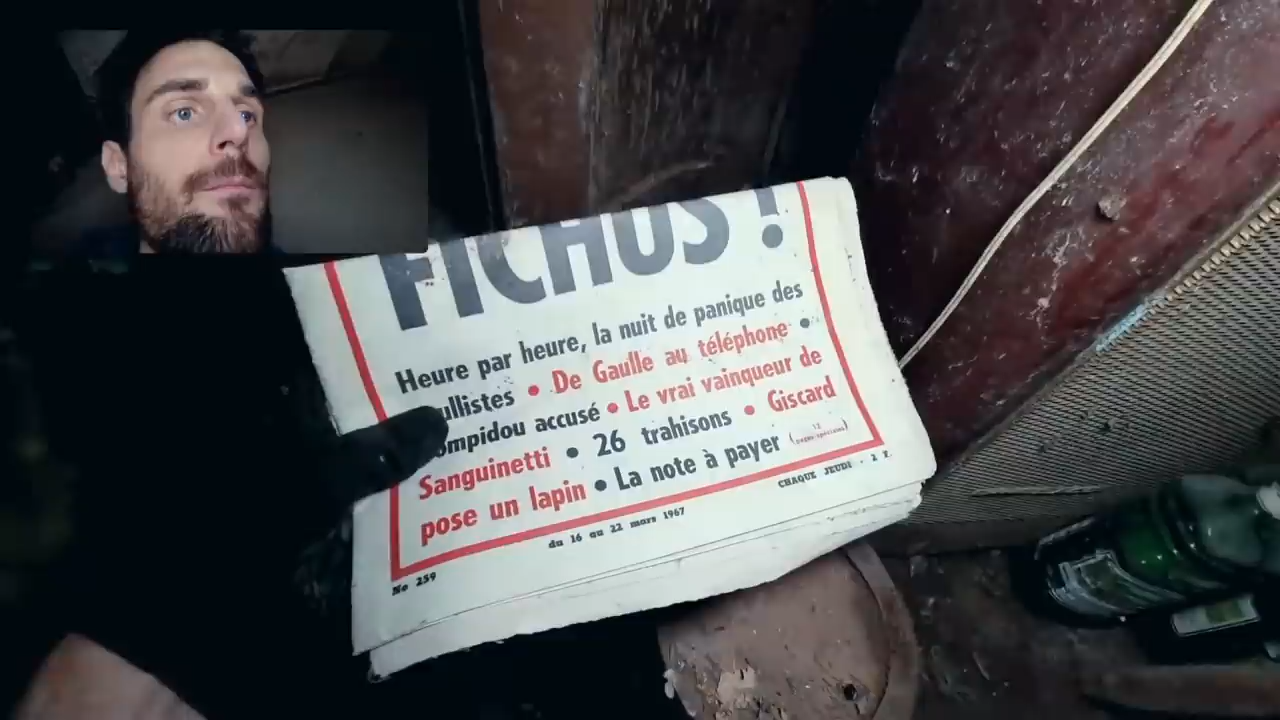 FICHUS !
Heure par heure, la nuit de panique des
ullistes • De Gaulle au téléphone •
ompidou accusé • Le vrai vainqueur de
Sanguinetti • 26 trahisons • Giscard
pose un lapin • La note à payer (12
CHAQUE JEUDI - 2 F.
du 16 au 22 mars 1967
No 259